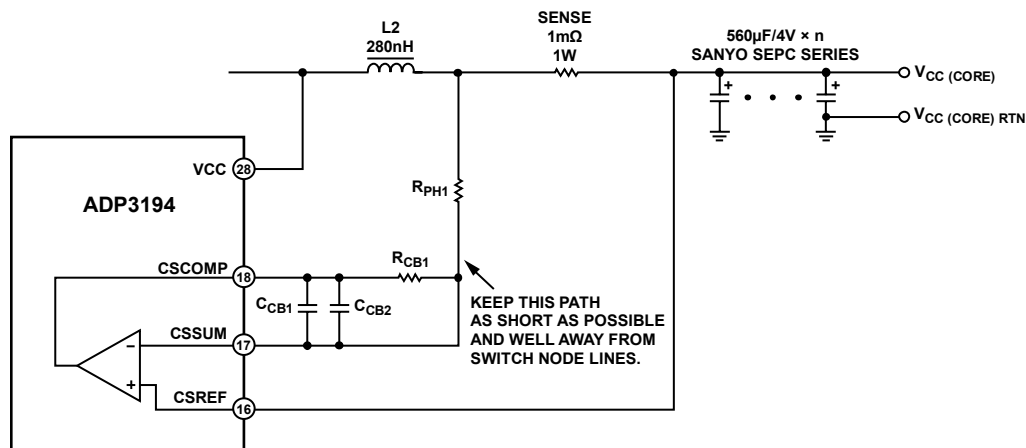 L2
280nH
SENSE
1mΩ
1W
560µF/4V × n
SANYO SEPC SERIES
+
+
VCC (CORE)
VCC (CORE) RTN
VCC
28
RPH1
ADP3194
CSCOMP
18
RCB1
CCB1
CCB2
KEEP THIS PATH
AS SHORT AS POSSIBLE
AND WELL AWAY FROM
SWITCH NODE LINES.
CSSUM
17
–
+
CSREF
16